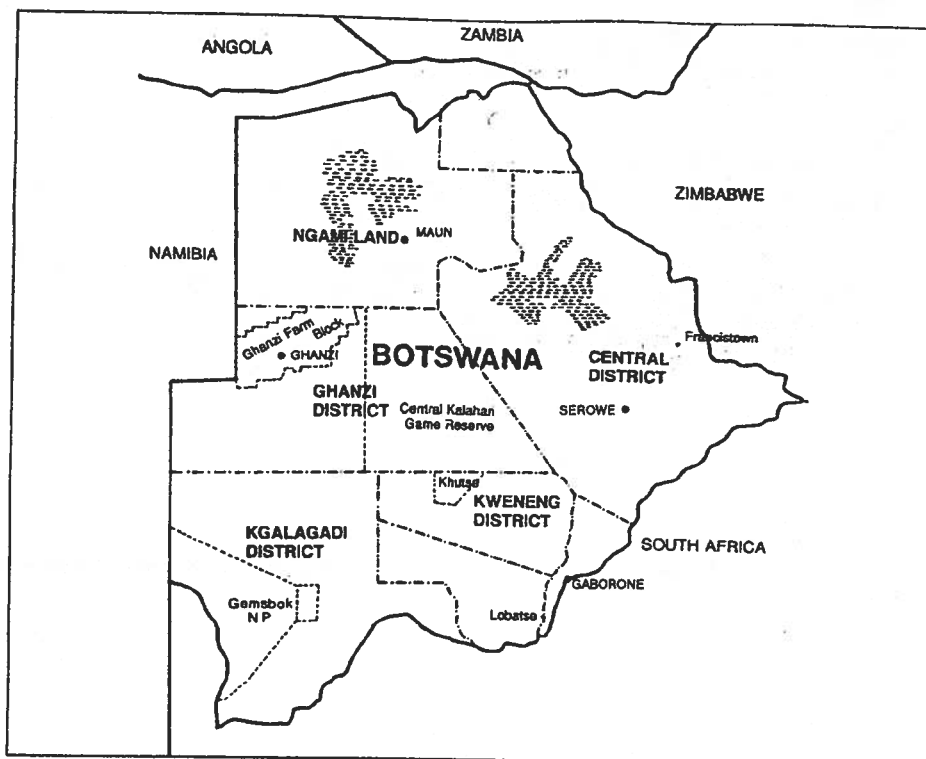 ZAMBIA
ANGOLA
ZIMBABWE
NAMIBIA
NGAMILAND
MAUN
Ghanzi Farm
Block
GHANZI
BOTSWANA
Francistown
CENTRAL
DISTRICT
GHANZI
DISTRICT
Central Kalahari
Game Reserve
SEROWE
Khutse
KWENENG
DISTRICT
KGALAGADI
DISTRICT
SOUTH AFRICA
GABORONE
Gemsbok
N P
Lobatse